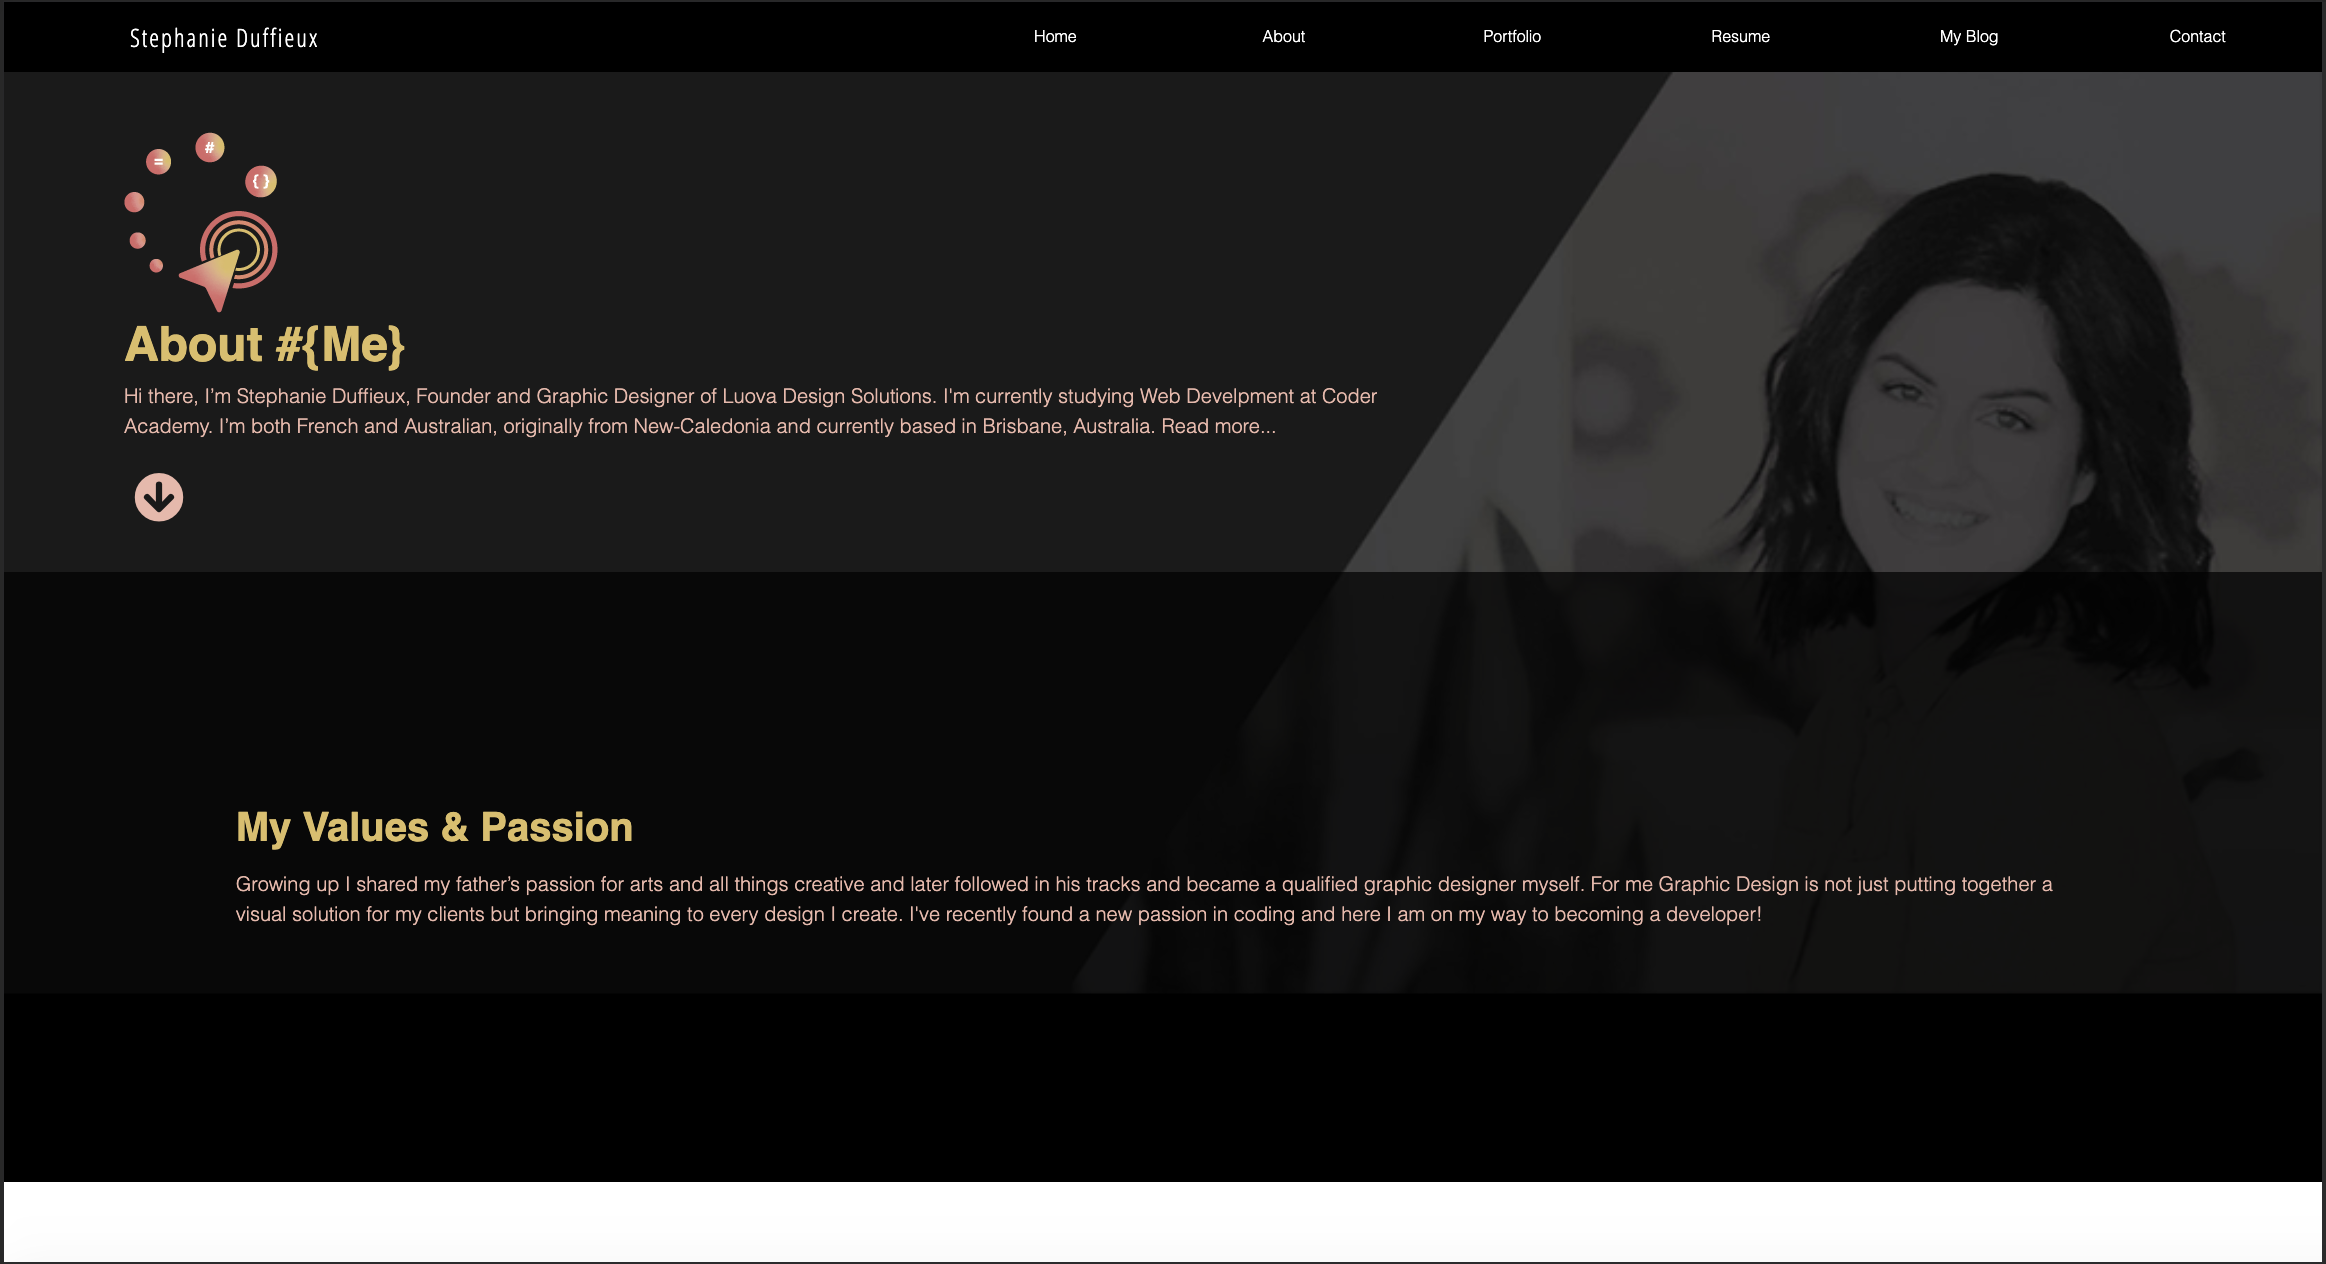 Stephanie Duffieux
Home About Portfolio Resume My Blog Contact
= # { }
About #{Me}
Hi there, I’m Stephanie Duffieux, Founder and Graphic Designer of Luova Design Solutions. I'm currently studying Web Develpment at Coder
Academy. I’m both French and Australian, originally from New-Caledonia and currently based in Brisbane, Australia. Read more...
My Values & Passion
Growing up I shared my father’s passion for arts and all things creative and later followed in his tracks and became a qualified graphic designer myself. For me Graphic Design is not just putting together a
visual solution for my clients but bringing meaning to every design I create. I've recently found a new passion in coding and here I am on my way to becoming a developer!